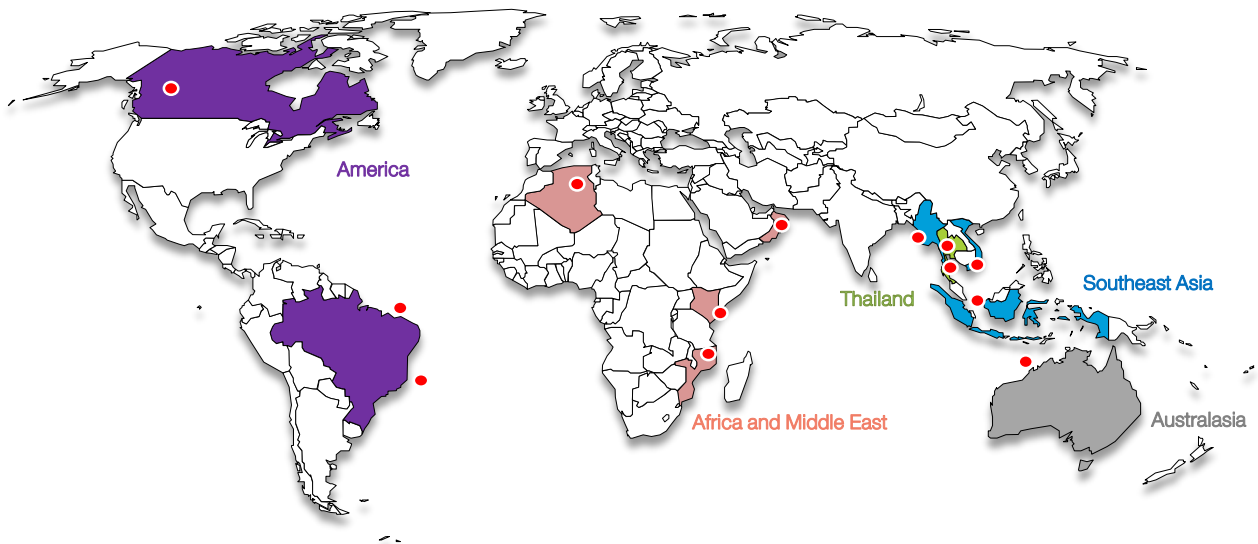 America
Southeast Asia
Thailand
Africa and Middle East
Australasia